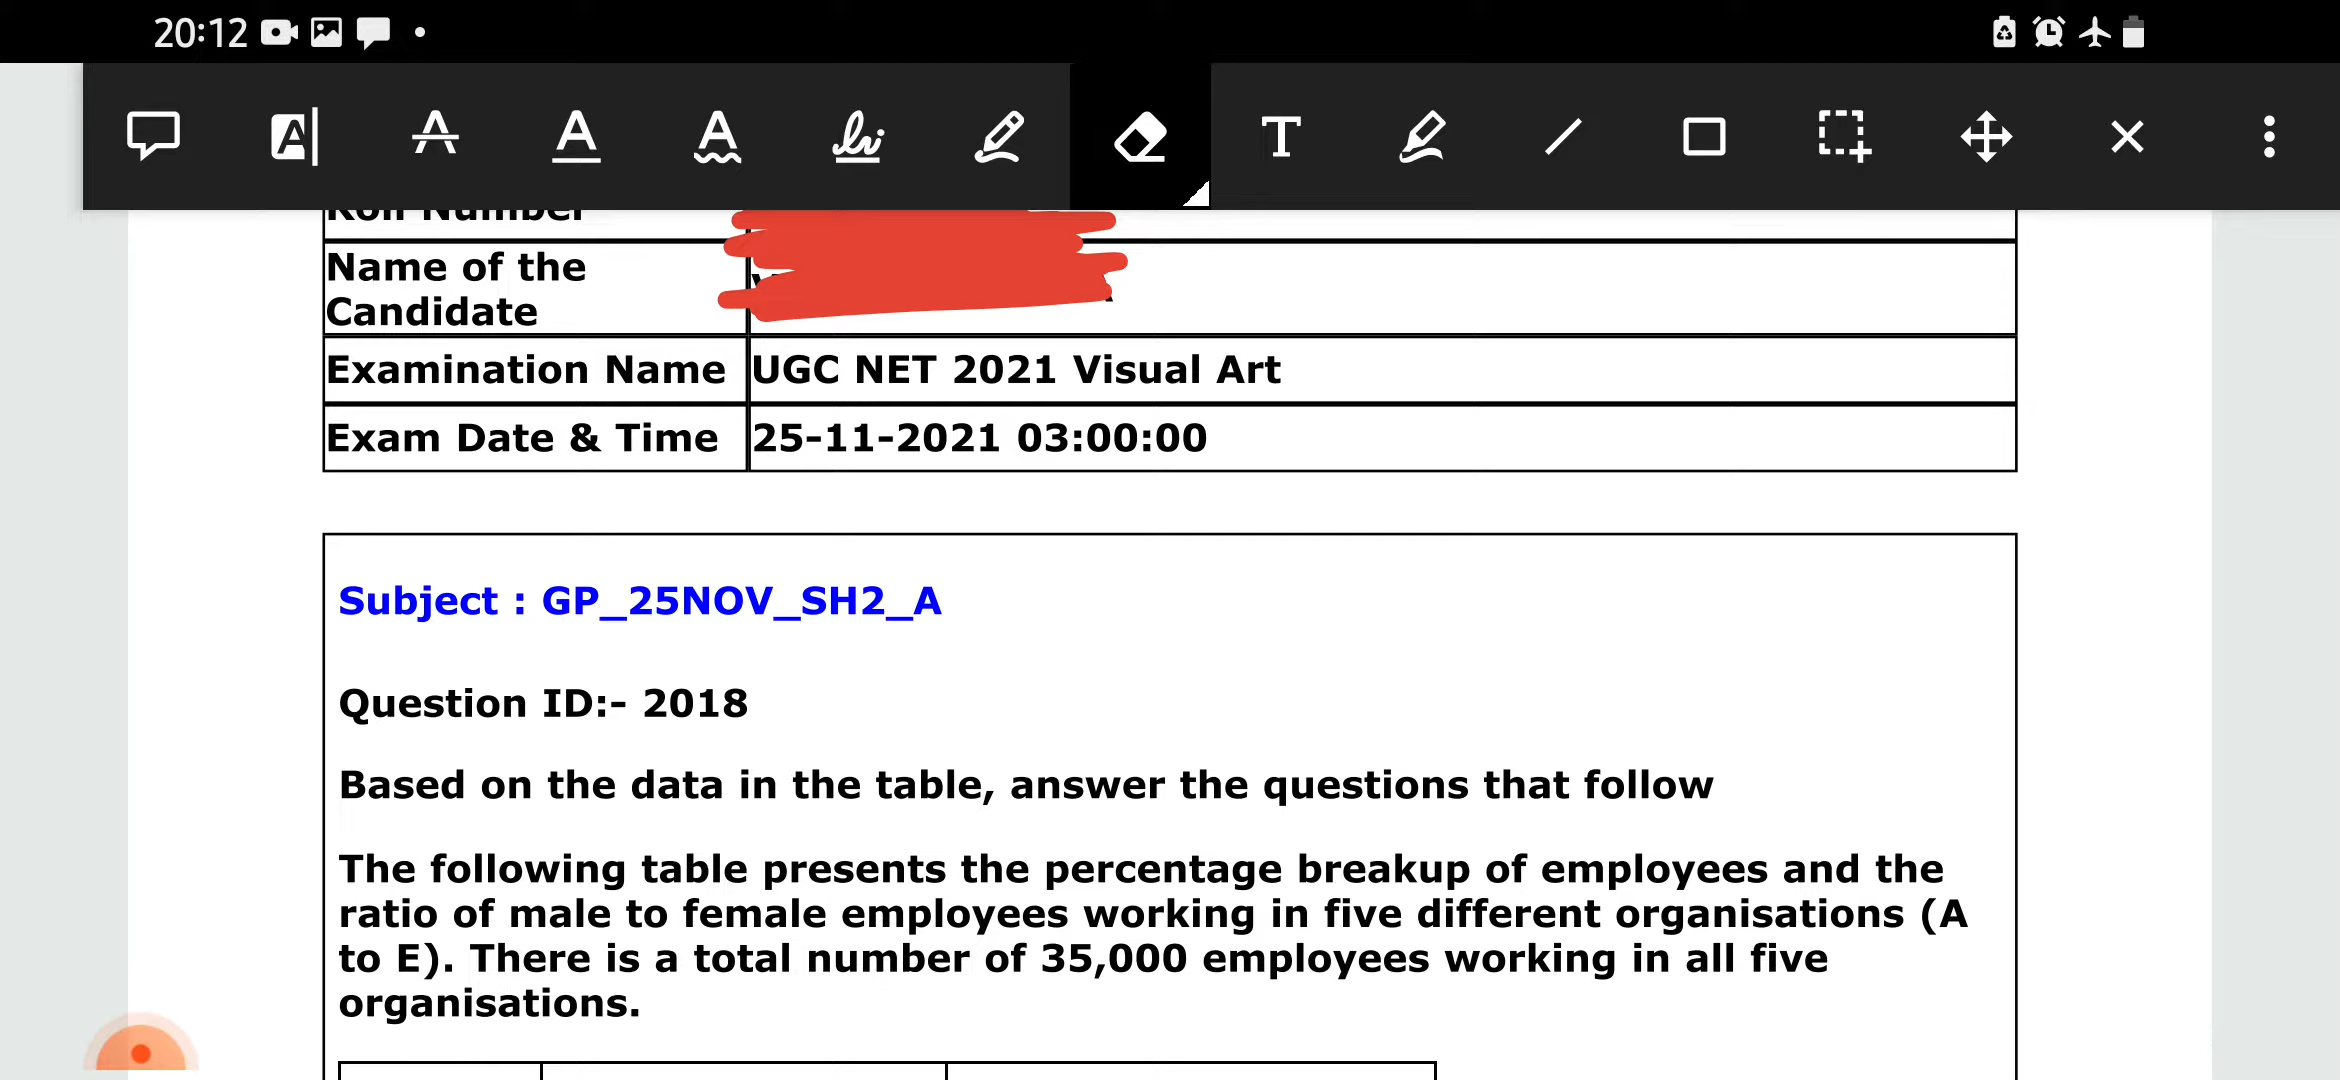 20:12
Roll Number
Name of the
Candidate
Examination Name UGC NET 2021 Visual Art
Exam Date & Time 25-11-2021 03:00:00
Subject : GP_25NOV_SH2_A
Question ID:- 2018
Based on the data in the table, answer the questions that follow
The following table presents the percentage breakup of employees and the
ratio of male to female employees working in five different organisations (A
to E). There is a total number of 35,000 employees working in all five
organisations.